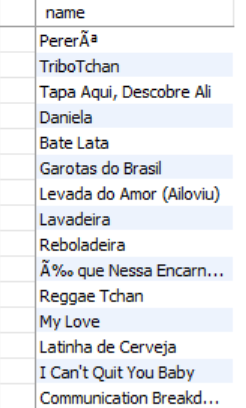 name
PererÃª
TriboTchan
Tapa Aqui, Descobre Ali
Daniela
Bate Lata
Garotas do Brasil
Levada do Amor (Ailoviu)
Lavadeira
Reboladeira
Ã‰ que Nessa Encarn...
Reggae Tchan
My Love
Latinha de Cerveja
I Can't Quit You Baby
Communication Breakd...